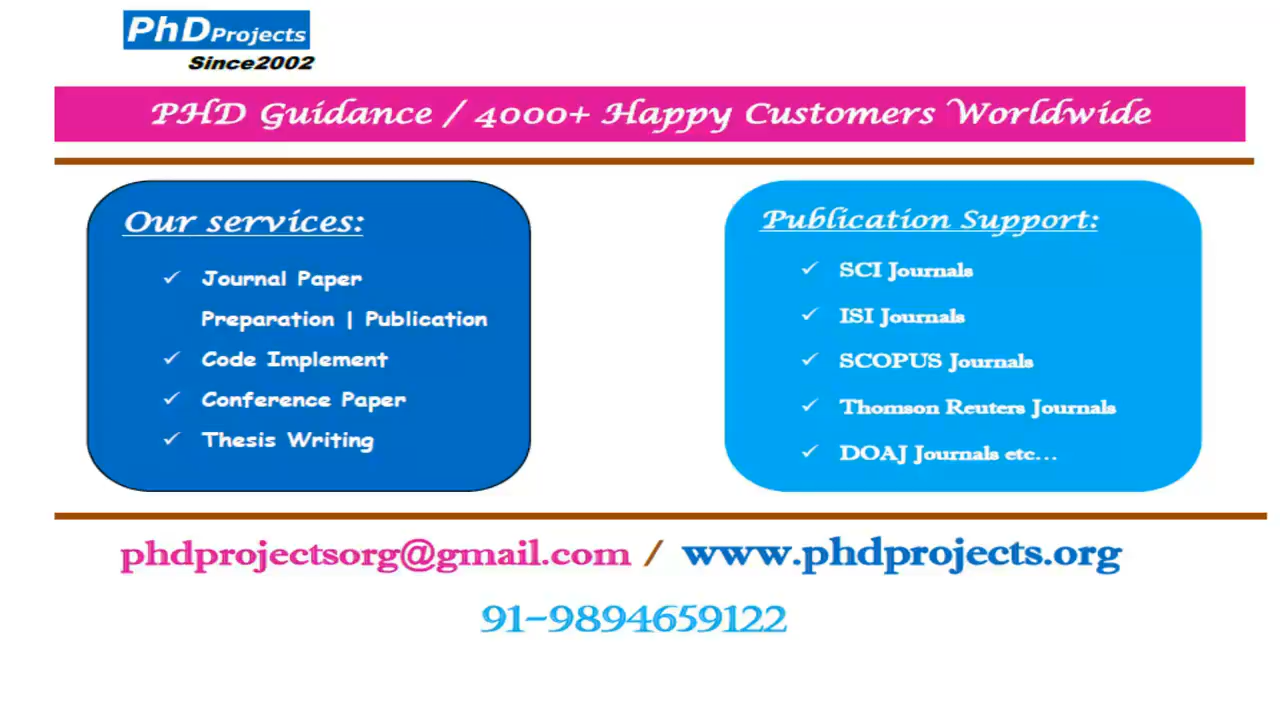 PhDProjects
Since2002
PHD Guidance / 4000+ Happy Customers Worldwide
Our services:
✓ Journal Paper
Preparation | Publication
✓ Code Implement
✓ Conference Paper
✓ Thesis Writing
Publication Support:
✓ SCI Journals
✓ ISI Journals
✓ SCOPUS Journals
✓ Thomson Reuters Journals
✓ DOAJ Journals etc...
phdprojectsorg@gmail.com / www.phdprojects.org
91-9894659122